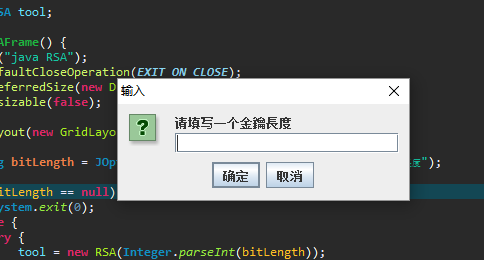 SA tool;
AFrame() {
("java RSA");
faultCloseOperation(EXIT_ON_CLOSE);
eferredSize(new D
sizable(false);
输入
请填写一个金鑰長度
yout(new GridLayo
g bitLength = JOp
度");
确定
取消
itLength == null)
ystem.exit(0);
e {
ry {
tool = new RSA(Integer.parseInt(bitLength));